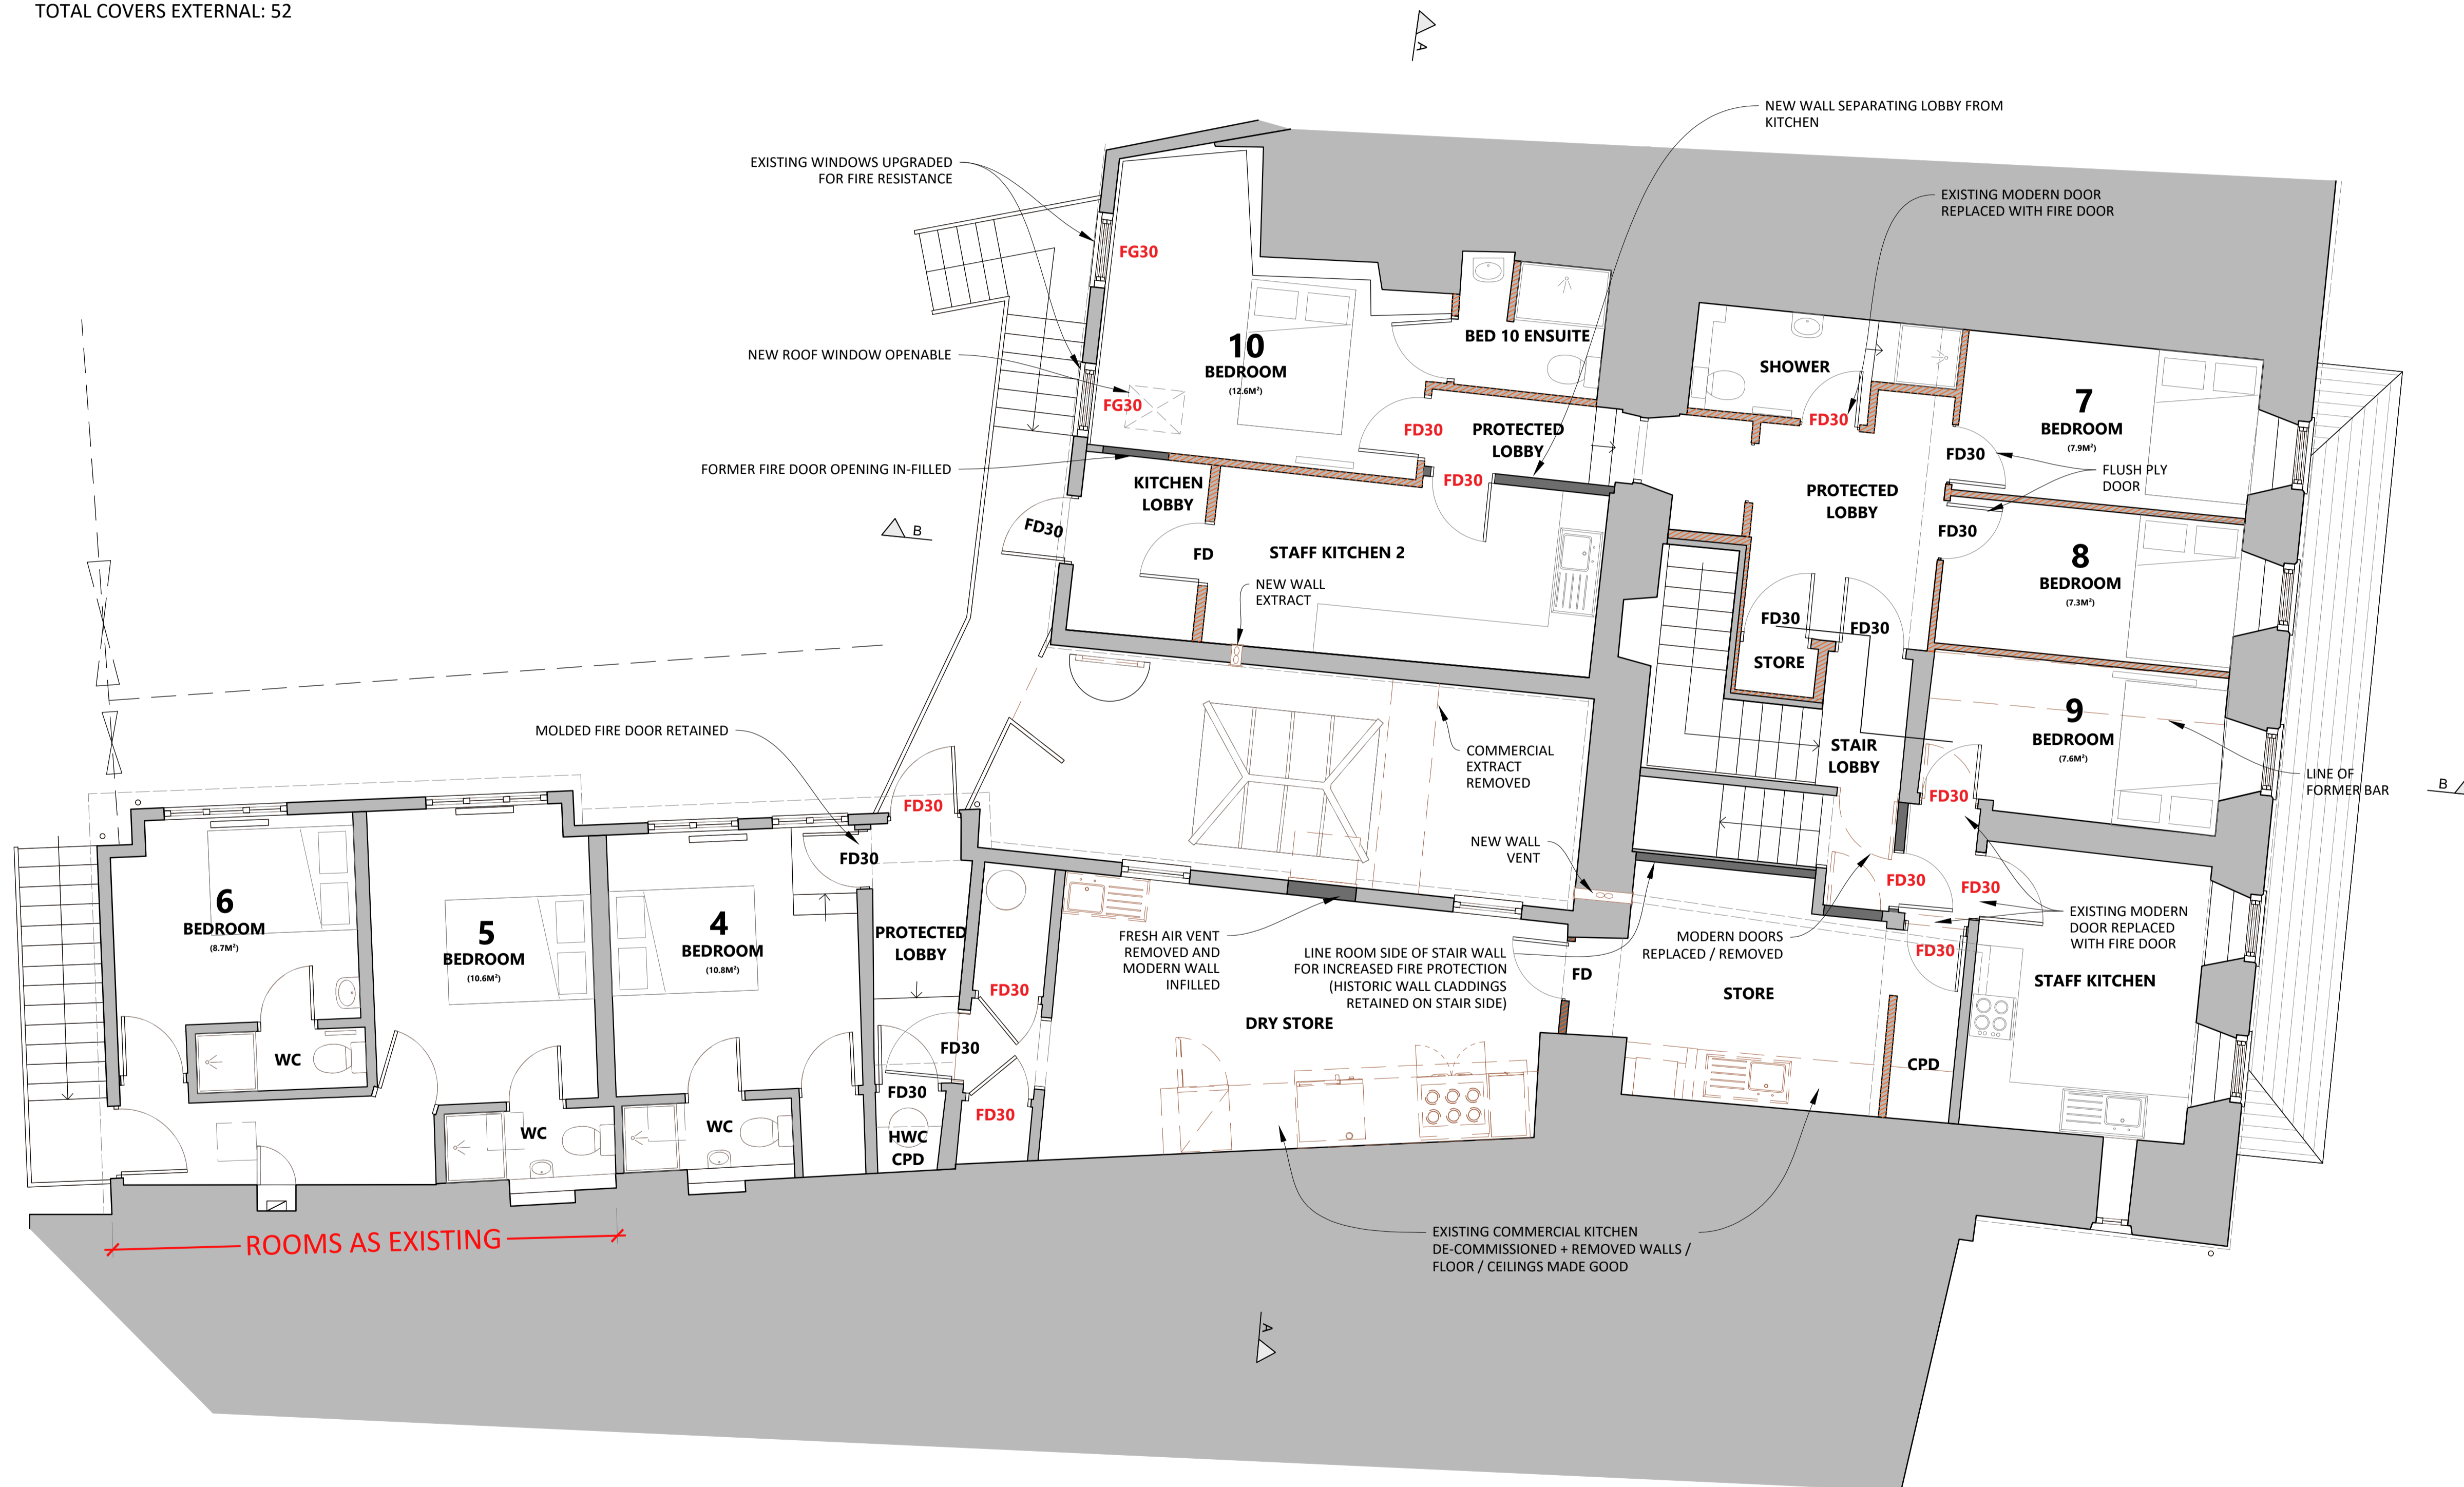 TOTAL COVERS EXTERNAL: 52
A
NEW WALL SEPARATING LOBBY FROM
KITCHEN
EXISTING WINDOWS UPGRADED
FOR FIRE RESISTANCE
EXISTING MODERN DOOR
REPLACED WITH FIRE DOOR
FG30
NEW ROOF WINDOW OPENABLE
10
BEDROOM
(12.6M²)
BED 10 ENSUITE
SHOWER
7
BEDROOM
(7.9M²)
FG30
FD30
PROTECTED
LOBBY
FD30
FD30
FORMER FIRE DOOR OPENING IN-FILLED
FD30
FLUSH PLY
DOOR
KITCHEN
LOBBY
PROTECTED
LOBBY
B
FD30
FD
STAFF KITCHEN 2
FD30
8
BEDROOM
(7.3M²)
NEW WALL
EXTRACT
FD30
FD30
STORE
9
BEDROOM
(7.6M²)
MOLDED FIRE DOOR RETAINED
COMMERCIAL
EXTRACT
REMOVED
STAIR
LOBBY
LINE OF
FORMER BAR
B
FD30
FD30
NEW WALL
VENT
FD30
FD30
FD30
6
BEDROOM
(8.7M²)
5
BEDROOM
(10.6M²)
4
BEDROOM
(10.8M²)
PROTECTED
LOBBY
FRESH AIR VENT
REMOVED AND
MODERN WALL
INFILLED
LINE ROOM SIDE OF STAIR WALL
FOR INCREASED FIRE PROTECTION
(HISTORIC WALL CLADDINGS
RETAINED ON STAIR SIDE)
MODERN DOORS
REPLACED / REMOVED
EXISTING MODERN
DOOR REPLACED
WITH FIRE DOOR
FD30
FD
FD30
STORE
STAFF KITCHEN
DRY STORE
WC
FD30
CPD
FD30
FD30
WC
WC
HWC
CPD
ROOMS AS EXISTING
EXISTING COMMERCIAL KITCHEN
DE-COMMISSIONED + REMOVED WALLS /
FLOOR / CEILINGS MADE GOOD
A